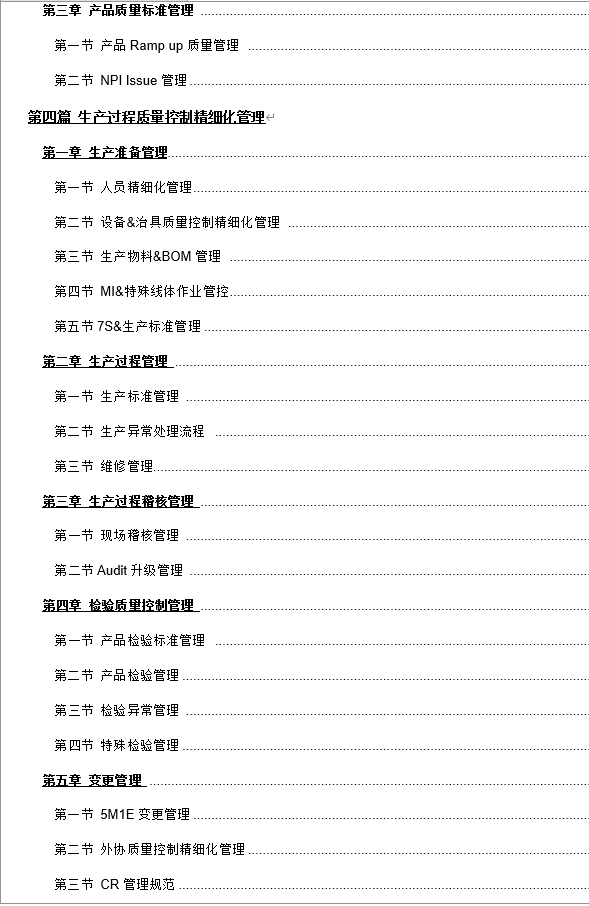 第三章 产品质量标准管理
第一节 产品 Ramp up 质量管理
第二节 NPI Issue 管理
第四篇 生产过程质量控制精细化管理
第一章 生产准备管理
第一节 人员精细化管理
第二节 设备&治具质量控制精细化管理
第三节 生产物料&BOM 管理
第四节 MI&特殊线体作业管控
第五节 7S&生产标准管理
第二章 生产过程管理
第一节 生产标准管理
第二节 生产异常处理流程
第三节 维修管理
第三章 生产过程稽核管理
第一节 现场稽核管理
第二节 Audit 升级管理
第四章 检验质量控制管理
第一节 产品检验标准管理
第二节 产品检验管理
第三节 检验异常管理
第四节 特殊检验管理
第五章 变更管理
第一节 5M1E 变更管理
第二节 外协质量控制精细化管理
第三节 CR 管理规范